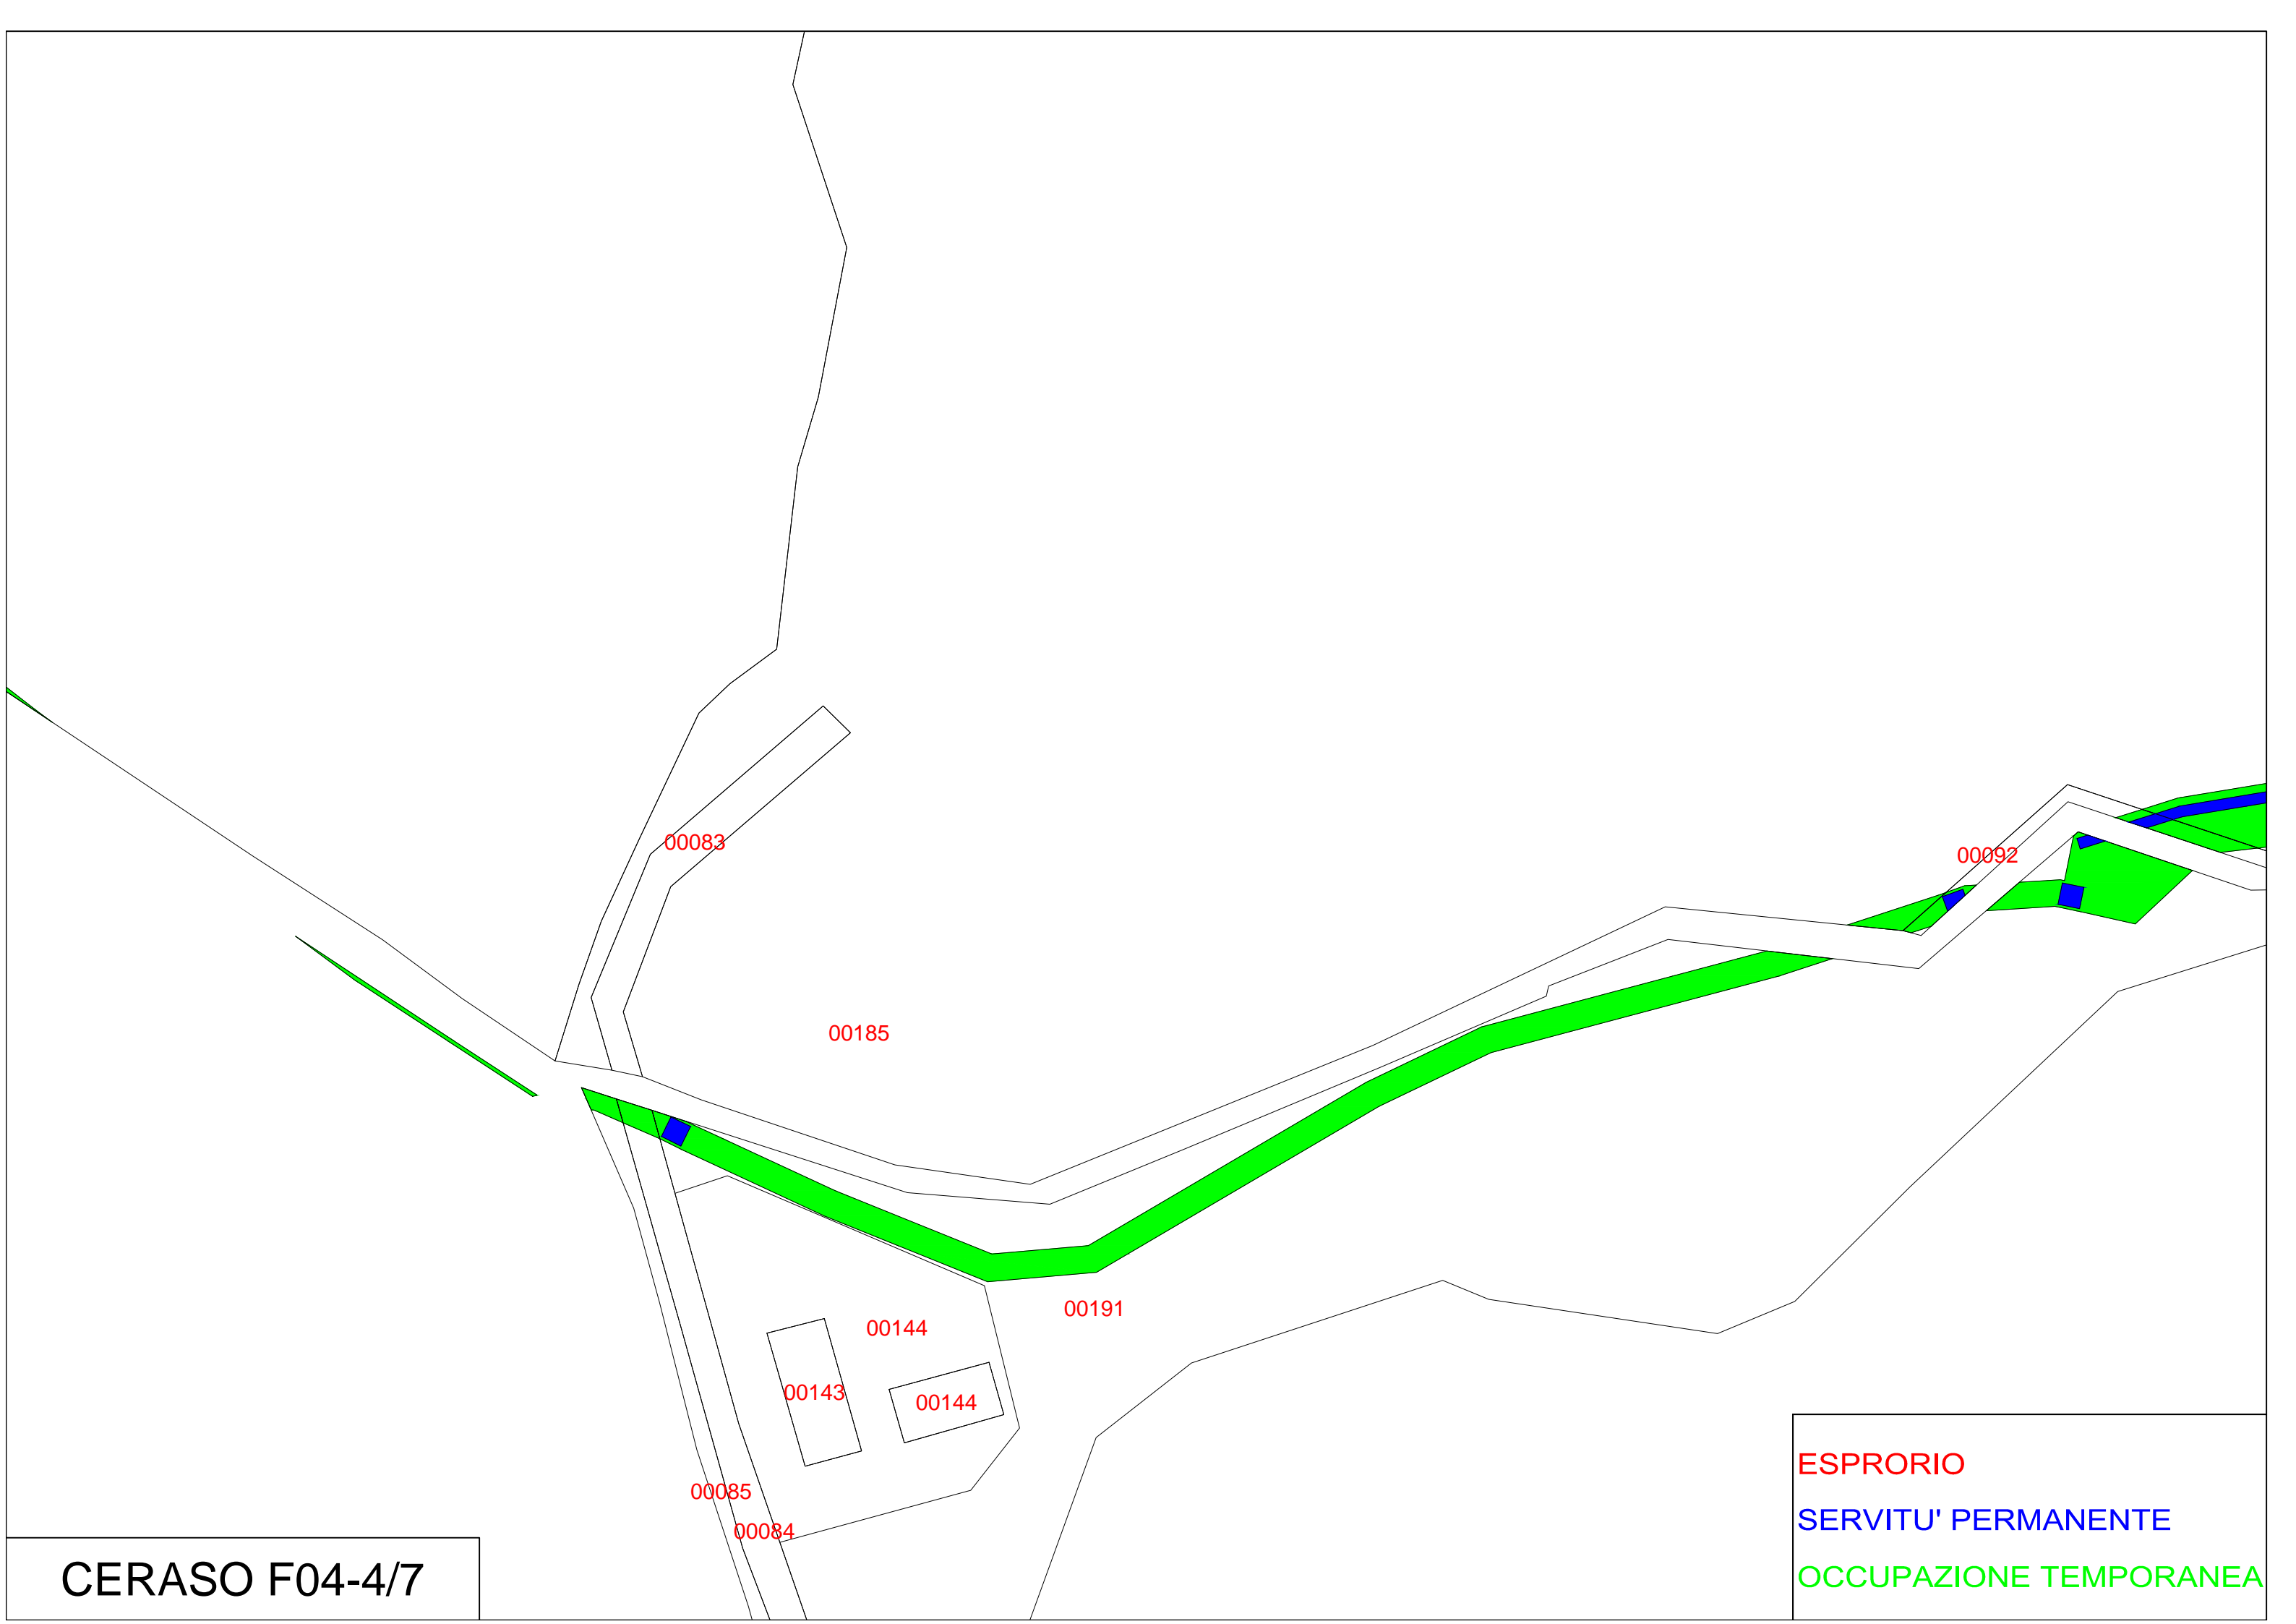 00083
00092
00185
00191
00144
00143
00144
00085
00084
ESPRORIO
SERVITU' PERMANENTE
OCCUPAZIONE TEMPORANEA
CERASO F04-4/7